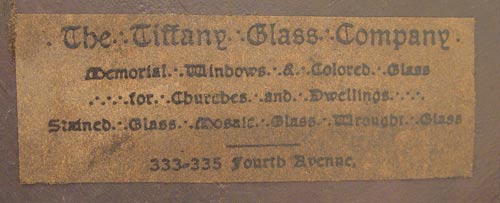 . The . Tiffany . Glass . Company .
Memorial . Windows . & . Colored . Glass
. . . . for . Churches . and . Dwellings . . . .
Stained . Glass . Mosaic . Glass . Wrought . Glass
333-335 Fourth Avenue.